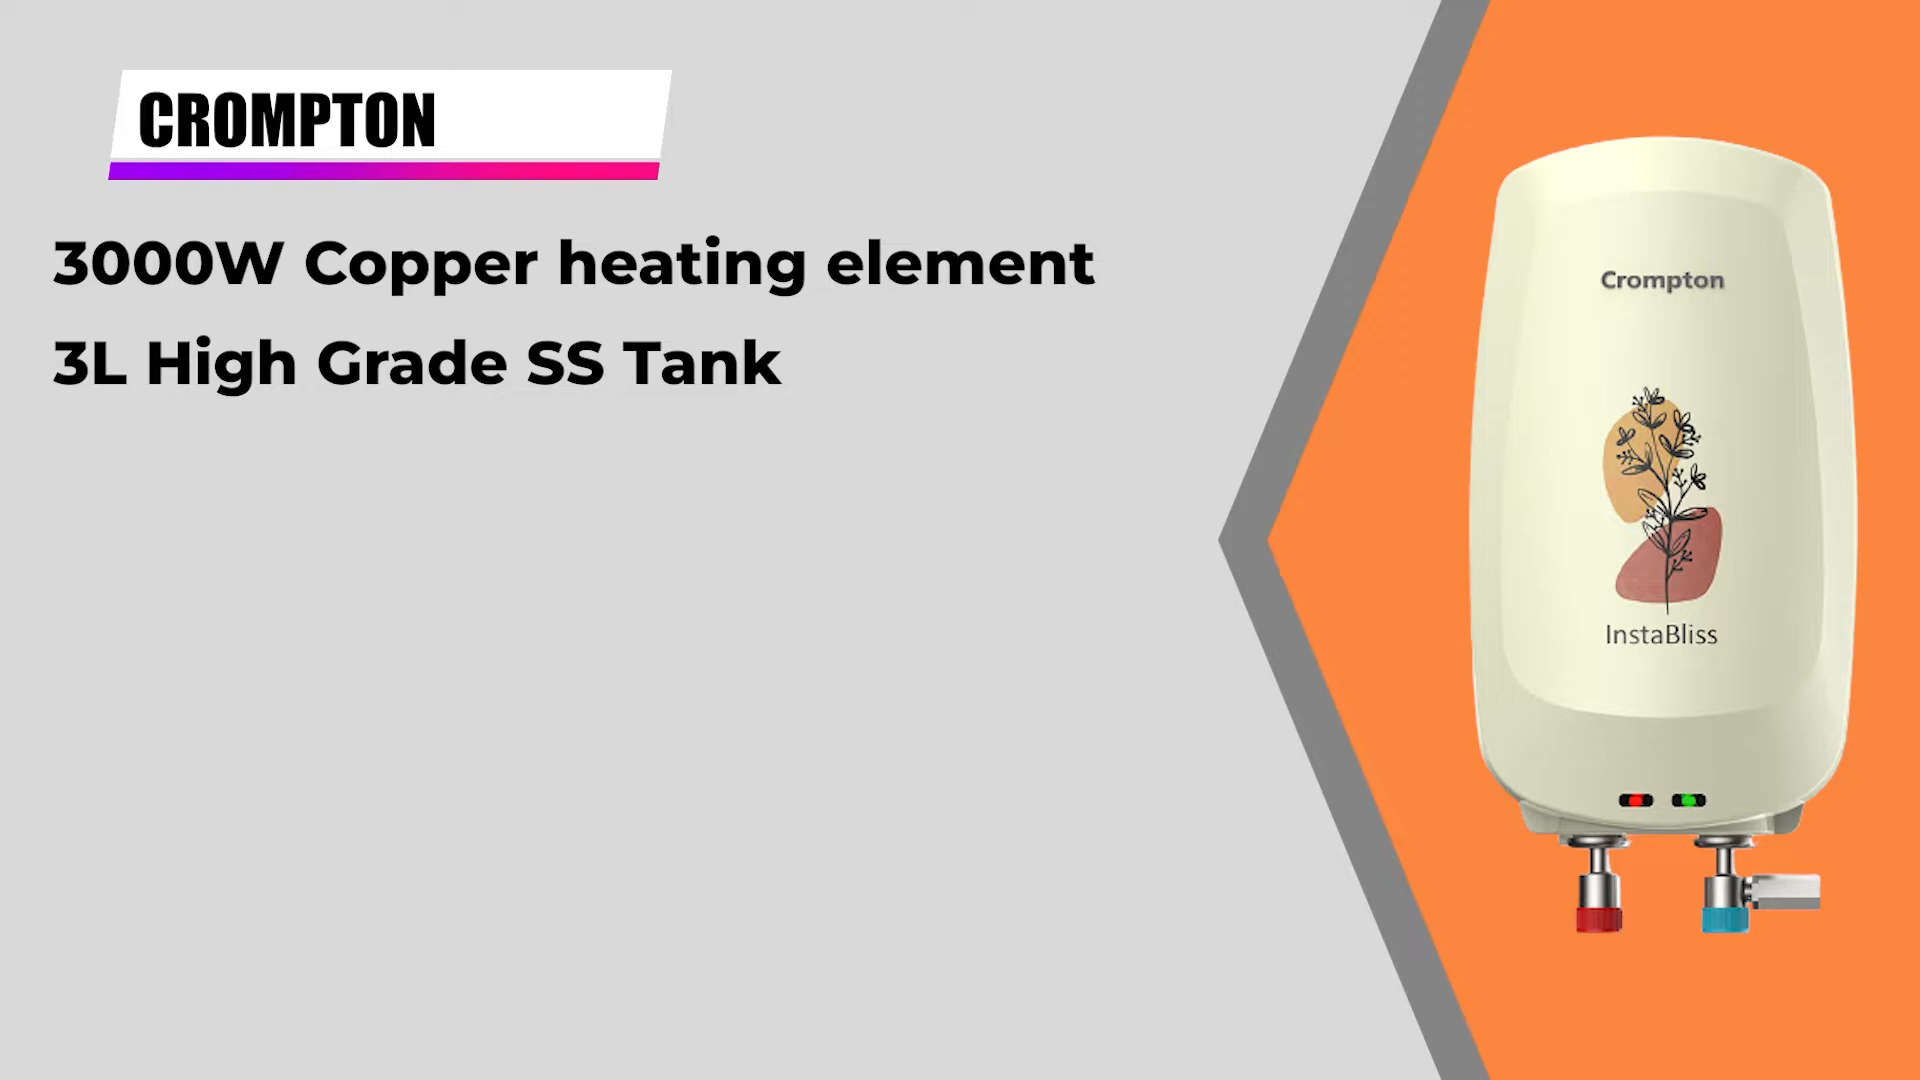 CROMPTON
3000W Copper heating element
3L High Grade SS Tank
Crompton
InstaBliss